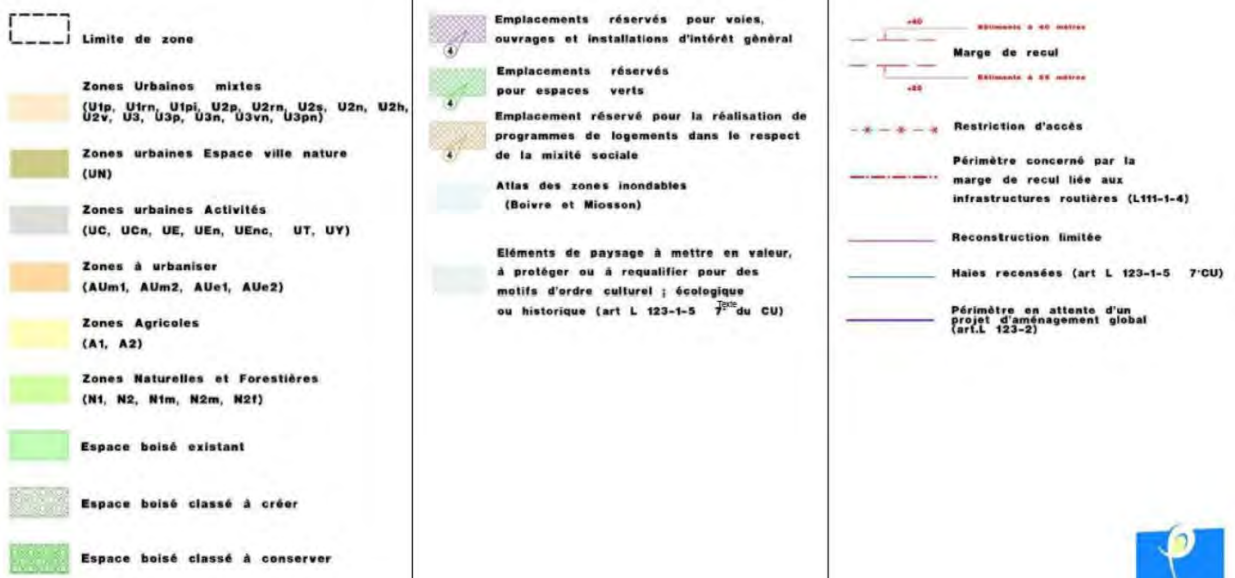 Limite de zone
Zones Urbaines mixtes
(U1p, U1rn, U1pi, U2p, U2rn, U2s, U2n, U2h,
U2v, U3, U3p, U3n, U3vn, U3pn)
Zones urbaines Espace ville nature
(UN)
Zones urbaines Activités
(UC, UCn, UE, UEn, UEnc, UT, UY)
Zones à urbaniser
(AUm1, AUm2, AUe1, AUe2)
Zones Agricoles
(A1, A2)
Zones Naturelles et Forestières
(N1, N2, N1m, N2m, N2f)
Espace boisé existant
Espace boisé classé à créer
Espace boisé classé à conserver
Emplacements réservés pour voies,
ouvrages et installations d'intérêt général
4
Emplacements réservés
pour espaces verts
4
Emplacement réservé pour la réalisation de
programmes de logements dans le respect
de la mixité sociale
4
Atlas des zones inondables
(Boivre et Miosson)
Eléments de paysage à mettre en valeur,
à protéger ou à requalifier pour des
motifs d'ordre culturel ; écologique
ou historique (art L 123-1-5 7° du CU)
Texte
+40
Bâtiments à 40 mètres
Marge de recul
Bâtiments à 25 mètres
+25
Restriction d'accès
Périmètre concerné par la
marge de recul liée aux
infrastructures routières (L111-1-4)
Reconstruction limitée
Haies recensées (art L 123-1-5 7°CU)
Périmètre en attente d'un
projet d'aménagement global
(art.L 123-2)